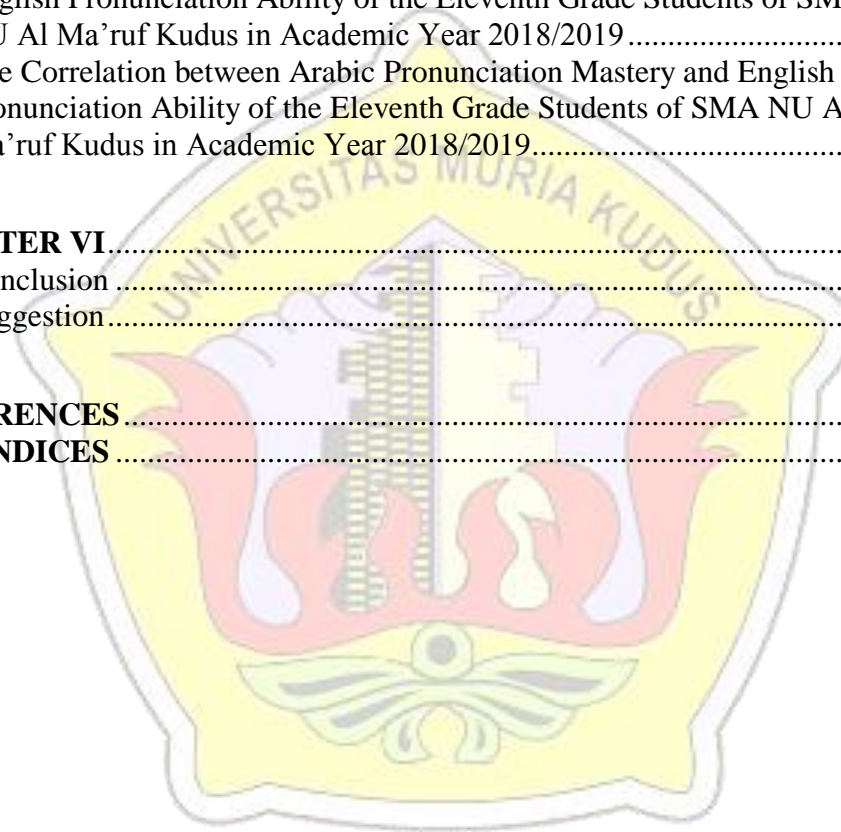 glish Pronunciation Ability of the Eleventh Grade Students of SM
U Al Ma’ruf Kudus in Academic Year 2018/2019......................
e Correlation between Arabic Pronunciation Mastery and English
onunciation Ability of the Eleventh Grade Students of SMA NU A
a’ruf Kudus in Academic Year 2018/2019......................
UNIVERSITAS MURIA KUDUS
TER VI......................
nclusion ......................
ggestion......................
RENCES......................
NDICES ......................